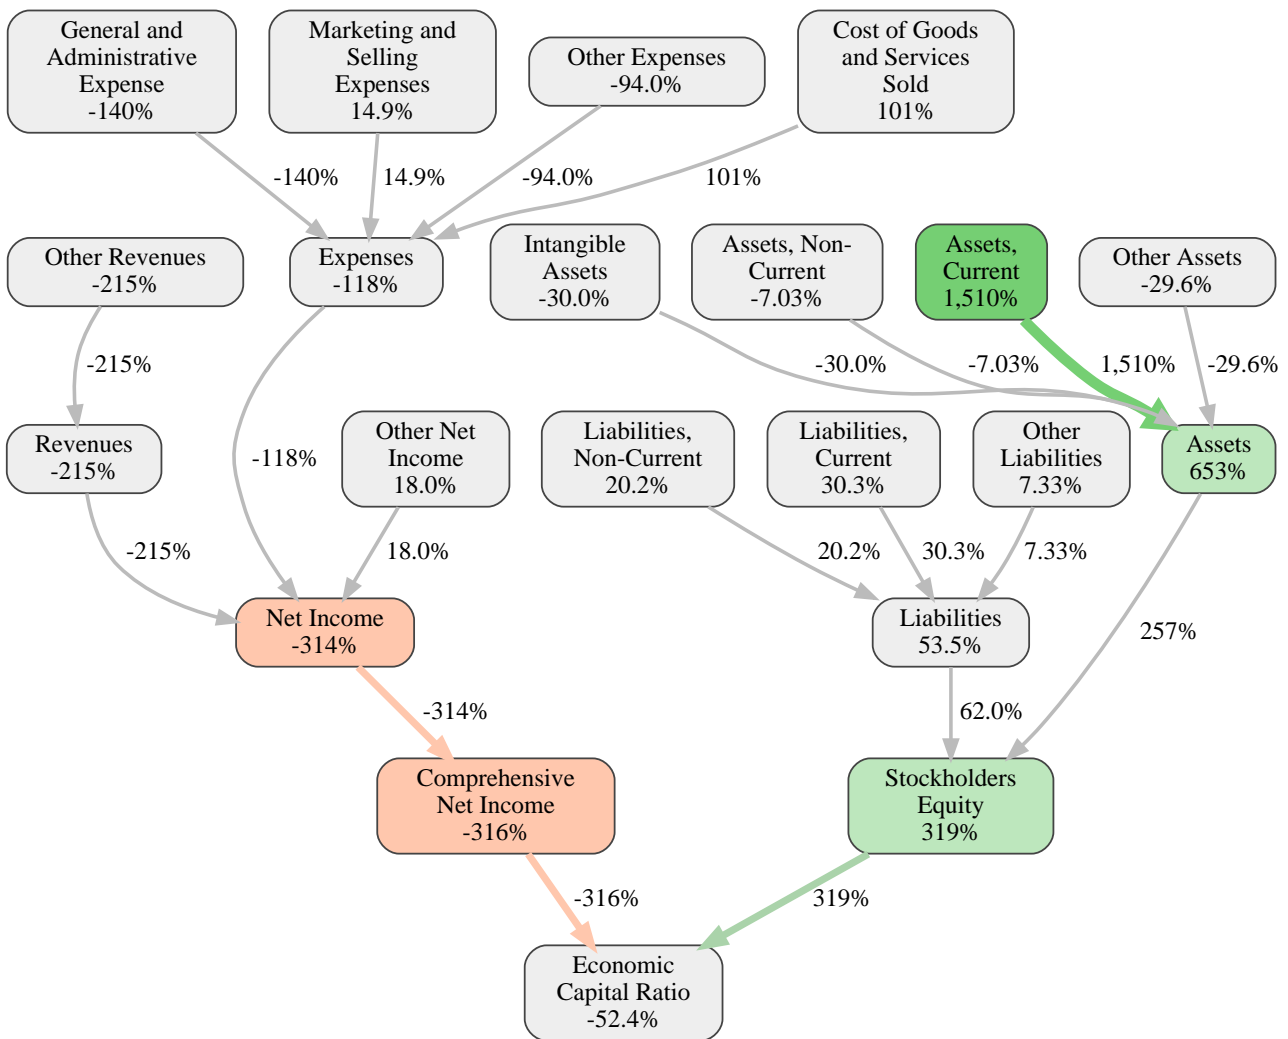 General and
Administrative
Expense
-140%
Marketing and
Selling
Expenses
14.9%
Other Expenses
-94.0%
Cost of Goods
and Services
Sold
101%
-140%
14.9%
-94.0%
101%
Other Revenues
-215%
Expenses
-118%
Intangible
Assets
-30.0%
Assets, Non-
Current
-7.03%
Assets,
Current
1,510%
Other Assets
-29.6%
-215%
-30.0%
-7.03%
1,510%
-29.6%
Revenues
-215%
-118%
Other Net
Income
18.0%
Liabilities,
Non-Current
20.2%
Liabilities,
Current
30.3%
Other
Liabilities
7.33%
Assets
653%
-215%
18.0%
20.2%
30.3%
7.33%
Net Income
-314%
Liabilities
53.5%
257%
-314%
62.0%
Comprehensive
Net Income
-316%
Stockholders
Equity
319%
-316%
319%
Economic
Capital Ratio
-52.4%